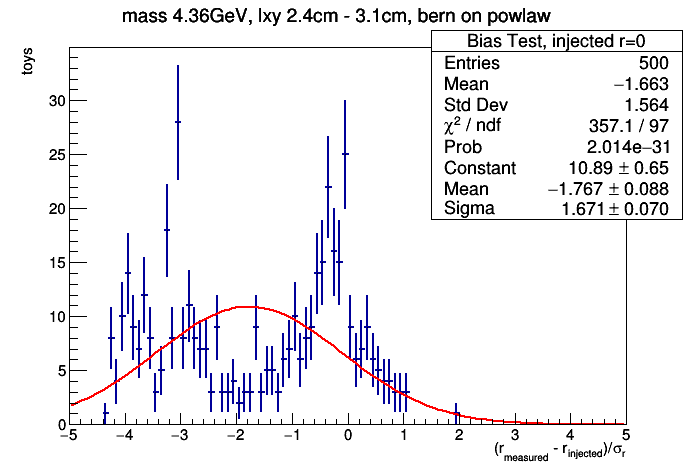 mass 4.36GeV, lxy 2.4cm - 3.1cm, bern on powlaw
Bias Test, injected r=0
Entries 500
Mean −1.663
Std Dev 1.564
χ² / ndf 357.1 / 97
Prob 2.014e−31
Constant 10.89 ± 0.65
Mean −1.767 ± 0.088
Sigma 1.671 ± 0.070
toys
30
25
20
15
10
5
0
−5 −4 −3 −2 −1 0 1 2 3 4 5
(r_measured - r_injected)/σ_r